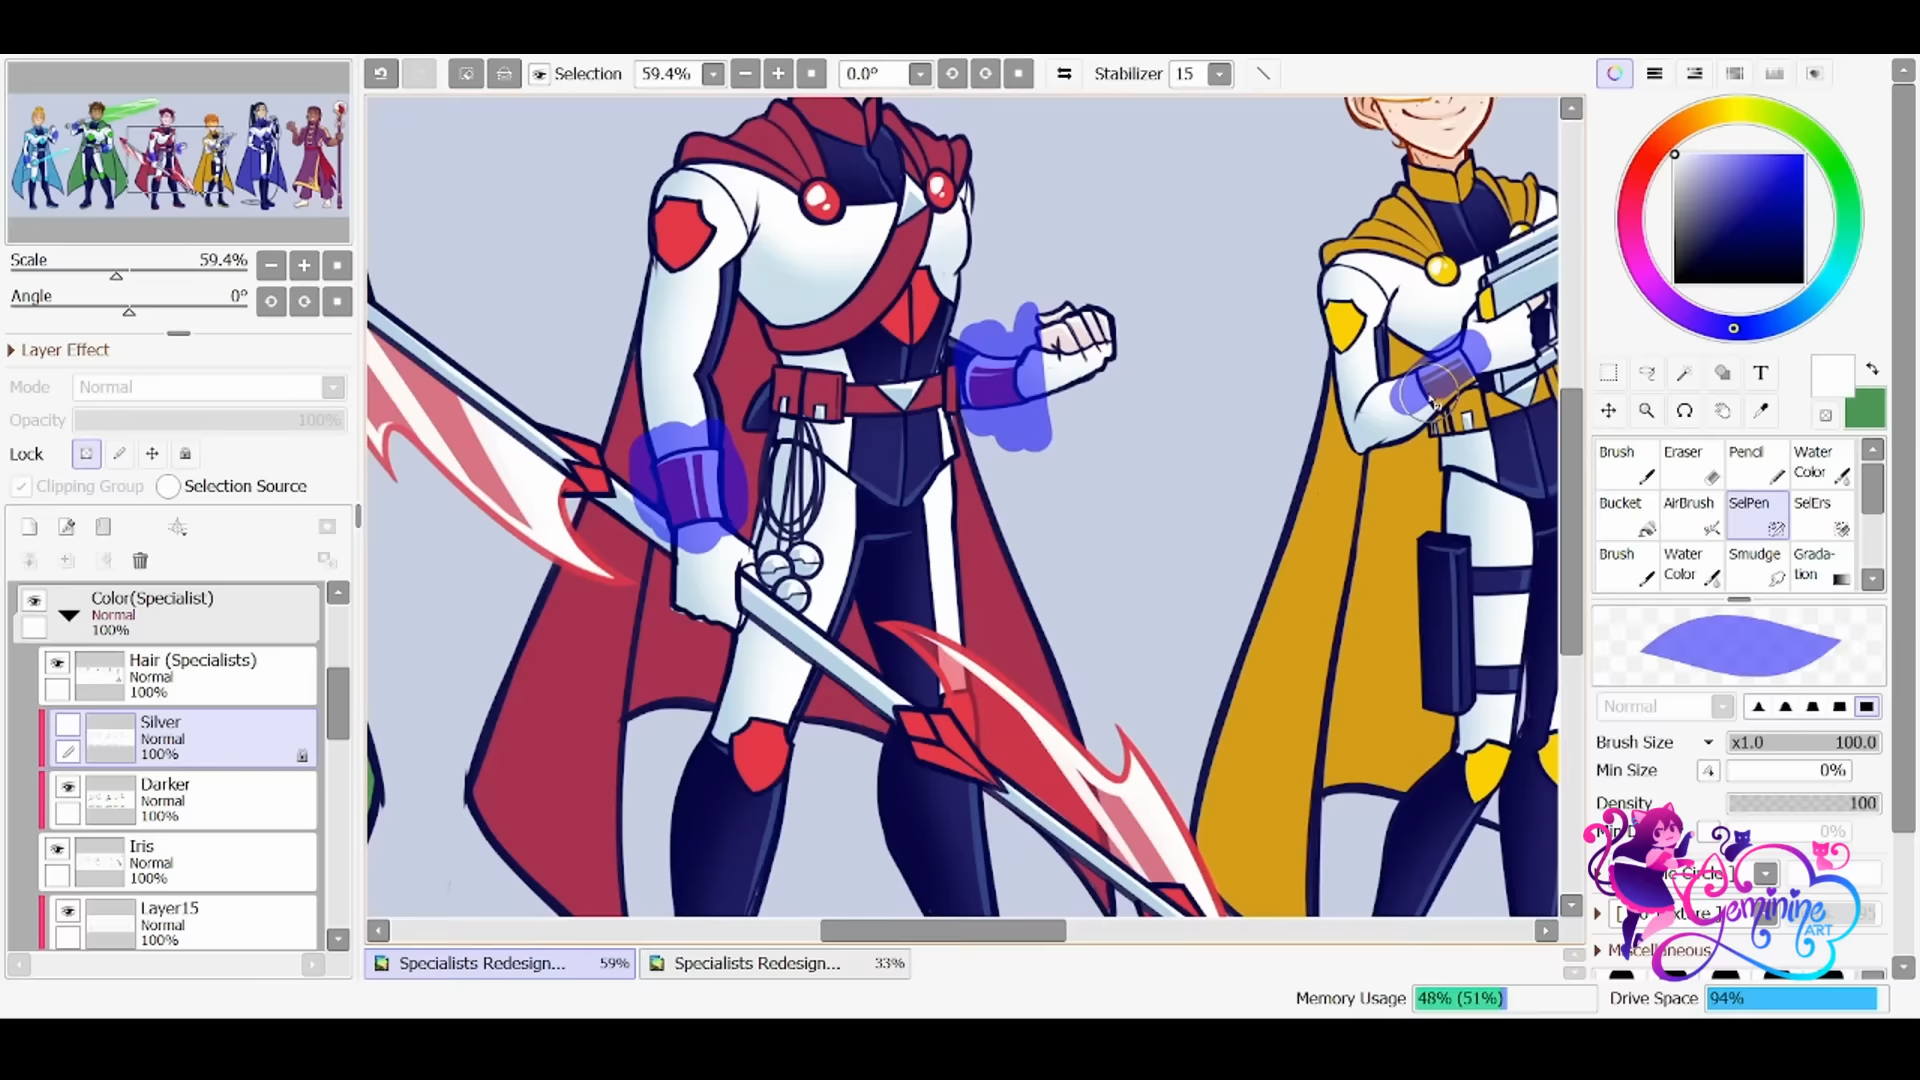 Selection 59.4% 0.0° Stabilizer 15
Scale 59.4%
Angle 0°
Layer Effect
Mode Normal
Opacity 100%
Lock
Clipping Group Selection Source
Color(Specialist)
Normal
100%
Hair (Specialists)
Normal
100%
Silver
Normal
100%
Darker
Normal
100%
Iris
Normal
100%
Layer15
Normal
100%
T
Brush Eraser Pencil Water Color
Bucket AirBrush SelPen SelErs
Brush Water Color Smudge Grada-tion
Normal
Brush Size x1.0 100.0
Min Size 0%
Density 100
0%
Geminine
ART
Miscellaneous
Specialists Redesign... 59% Specialists Redesign... 33%
Memory Usage 48% (51%) Drive Space 94%